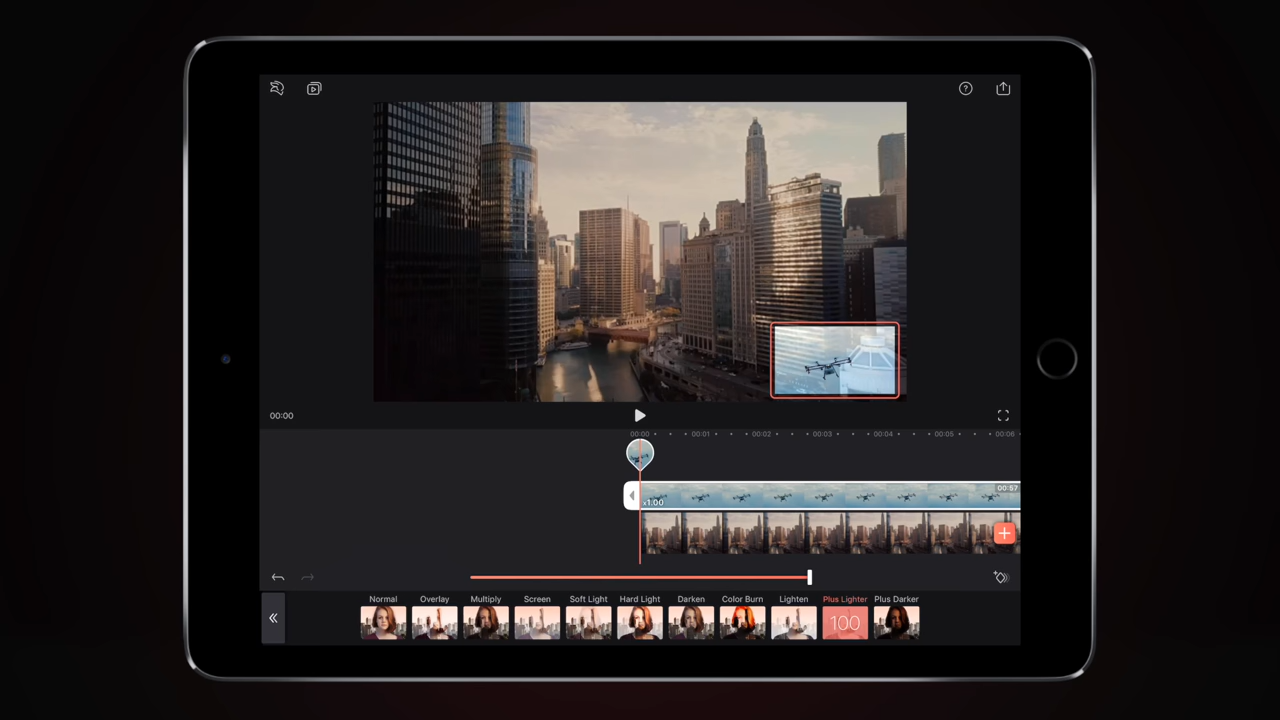 ?
00:00
00:00 00:01 00:02 00:03 00:04 00:05 00:06
00:57
x1.00
Normal Overlay Multiply Screen Soft Light Hard Light Darken Color Burn Lighten Plus Lighter Plus Darker
100